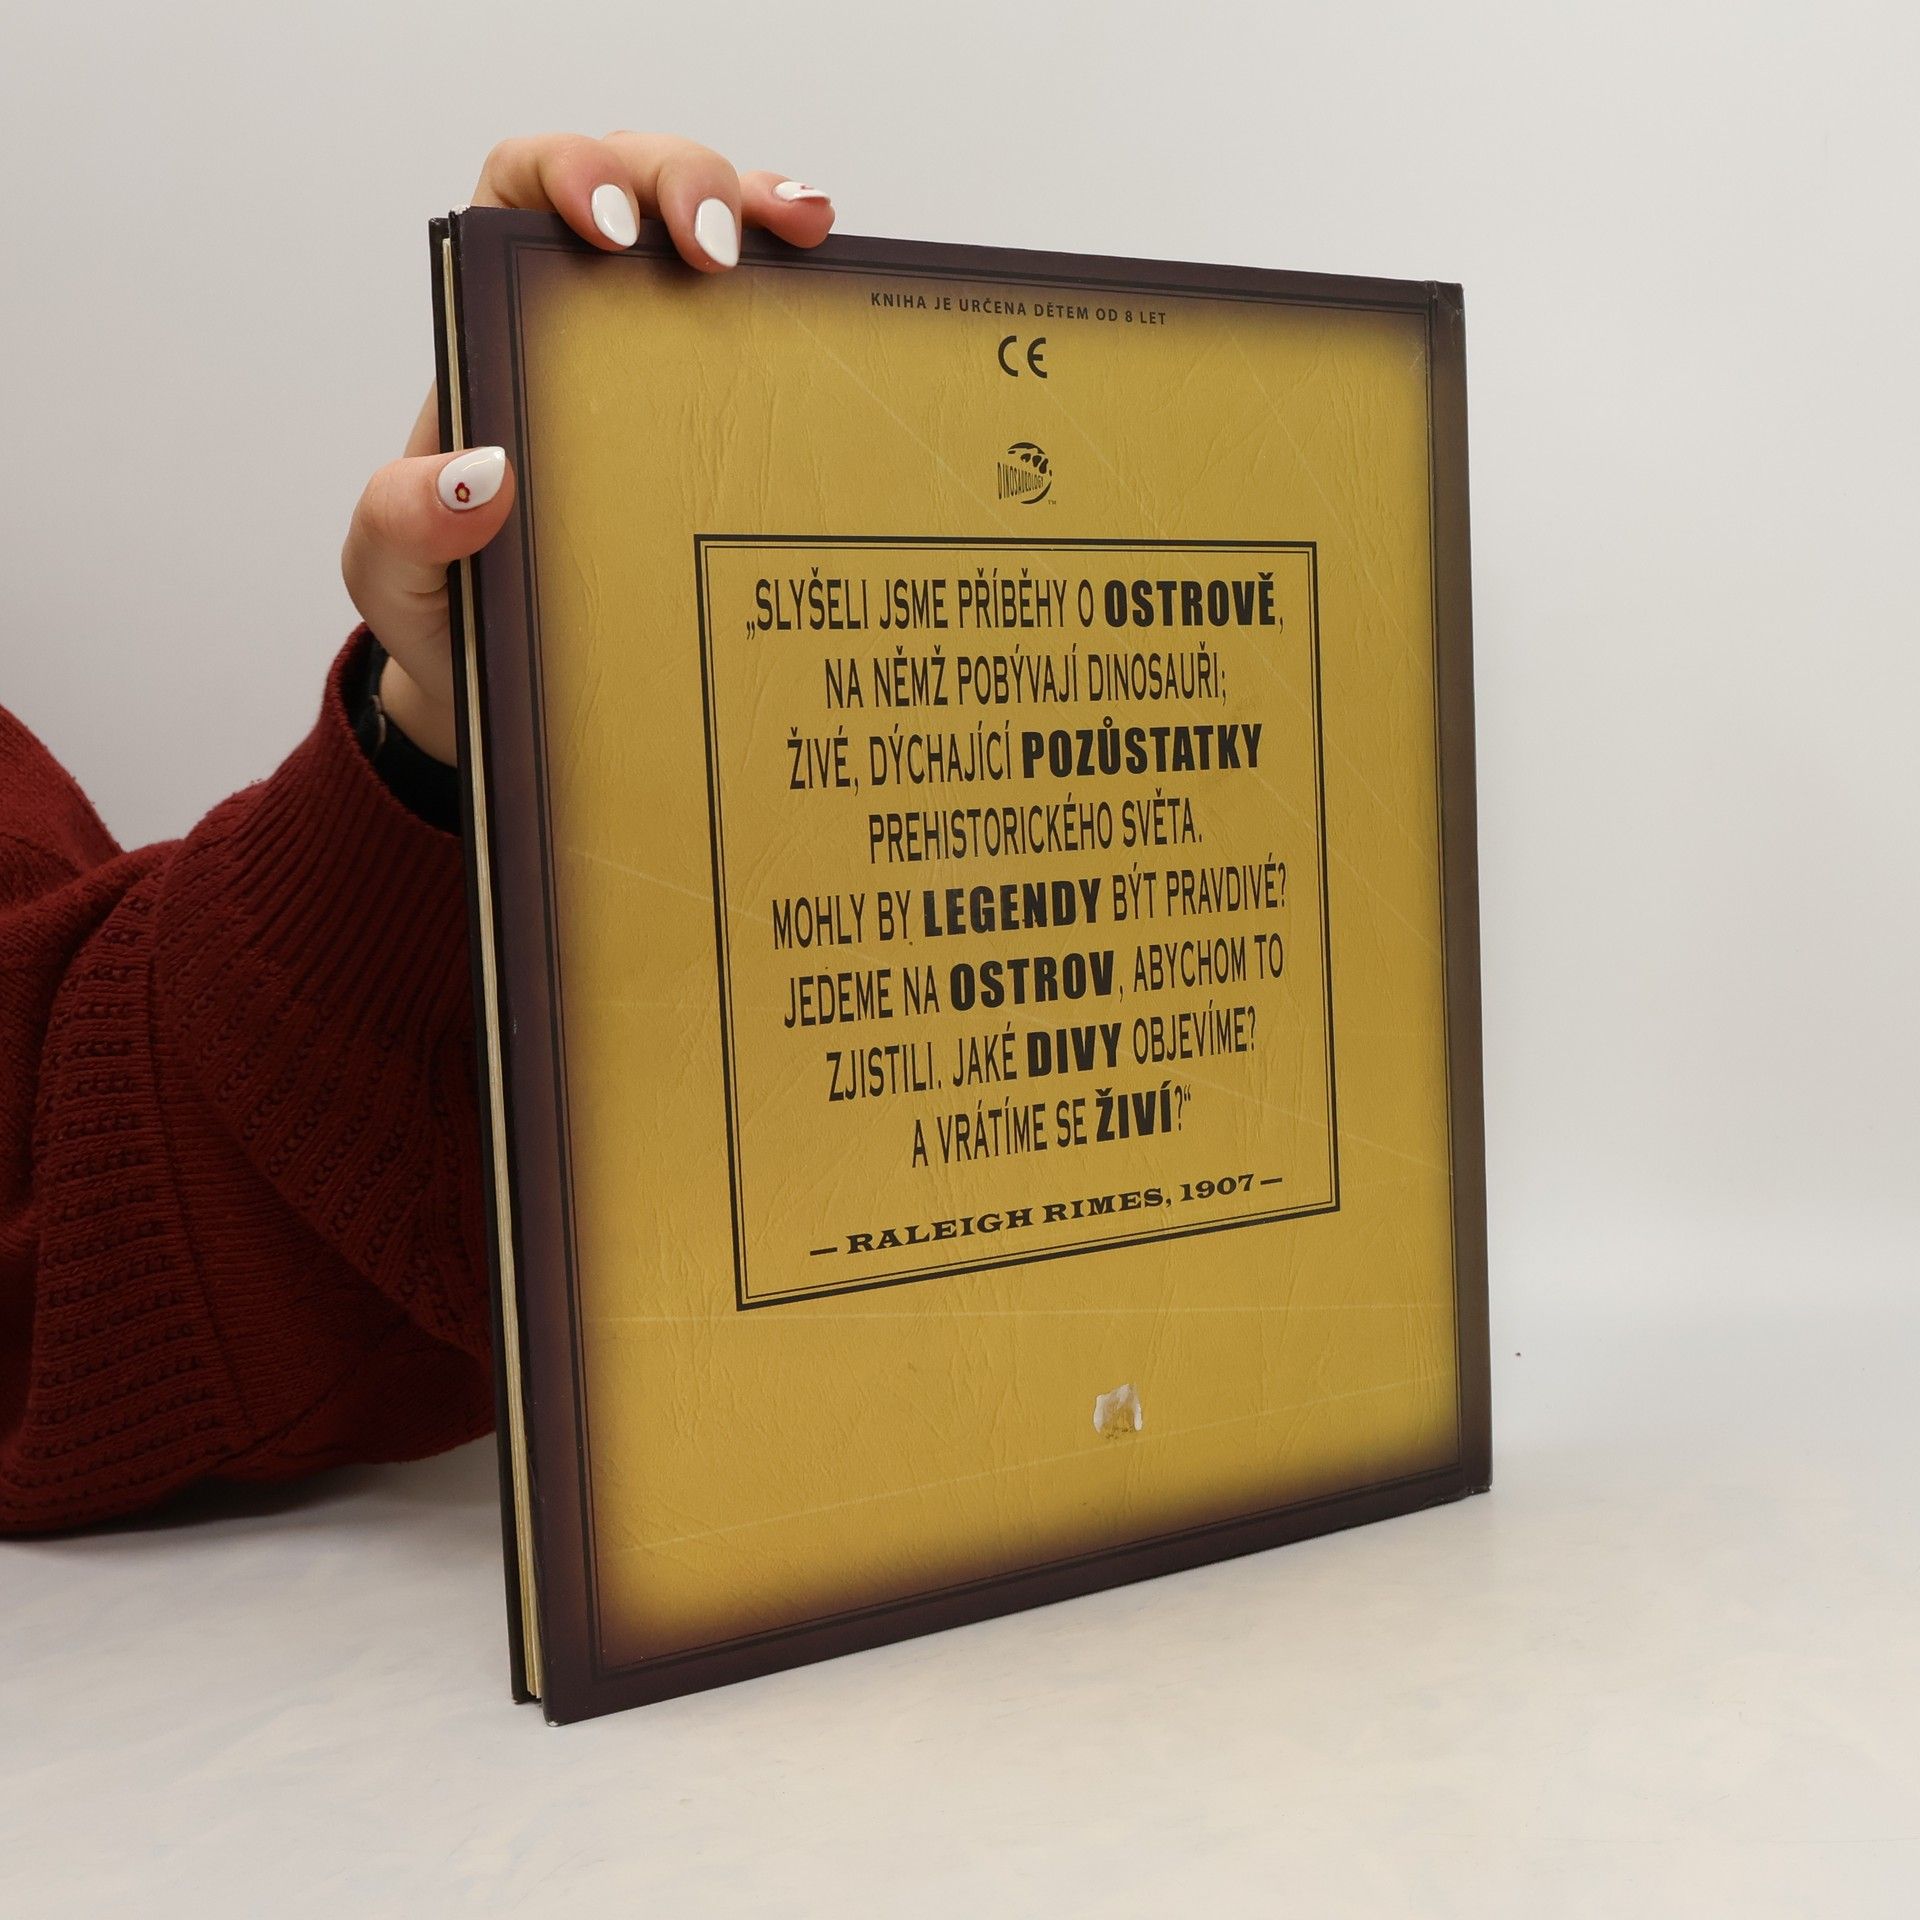 KNIHA JE URČENA DĚTEM OD 8 LET
CE
DINOSAUROLOGY
™
„SLYŠELI JSME PŘÍBĚHY O OSTROVĚ,
NA NĚMŽ POBÝVAJÍ DINOSAUŘI;
ŽIVÉ, DÝCHAJÍCÍ POZŮSTATKY
PREHISTORICKÉHO SVĚTA.
MOHLY BY LEGENDY BÝT PRAVDIVÉ?
JEDEME NA OSTROV, ABYCHOM TO
ZJISTILI. JAKÉ DIVY OBJEVÍME?
A VRÁTÍME SE ŽIVÍ?“
— RALEIGH RIMES, 1907 —